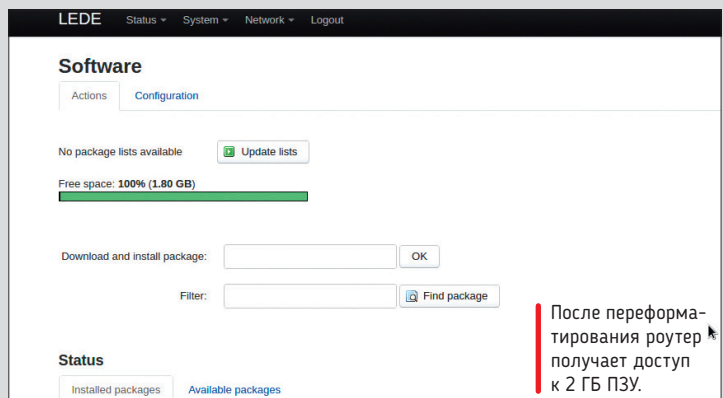 LEDE Status System Network Logout
Software
Actions Configuration
No package lists available Update lists
Free space: 100% (1.80 GB)
Download and install package: OK
Filter: Find package
После переформа-
тирования роутер
получает доступ
к 2 ГБ ПЗУ.
Status
Installed packages Available packages